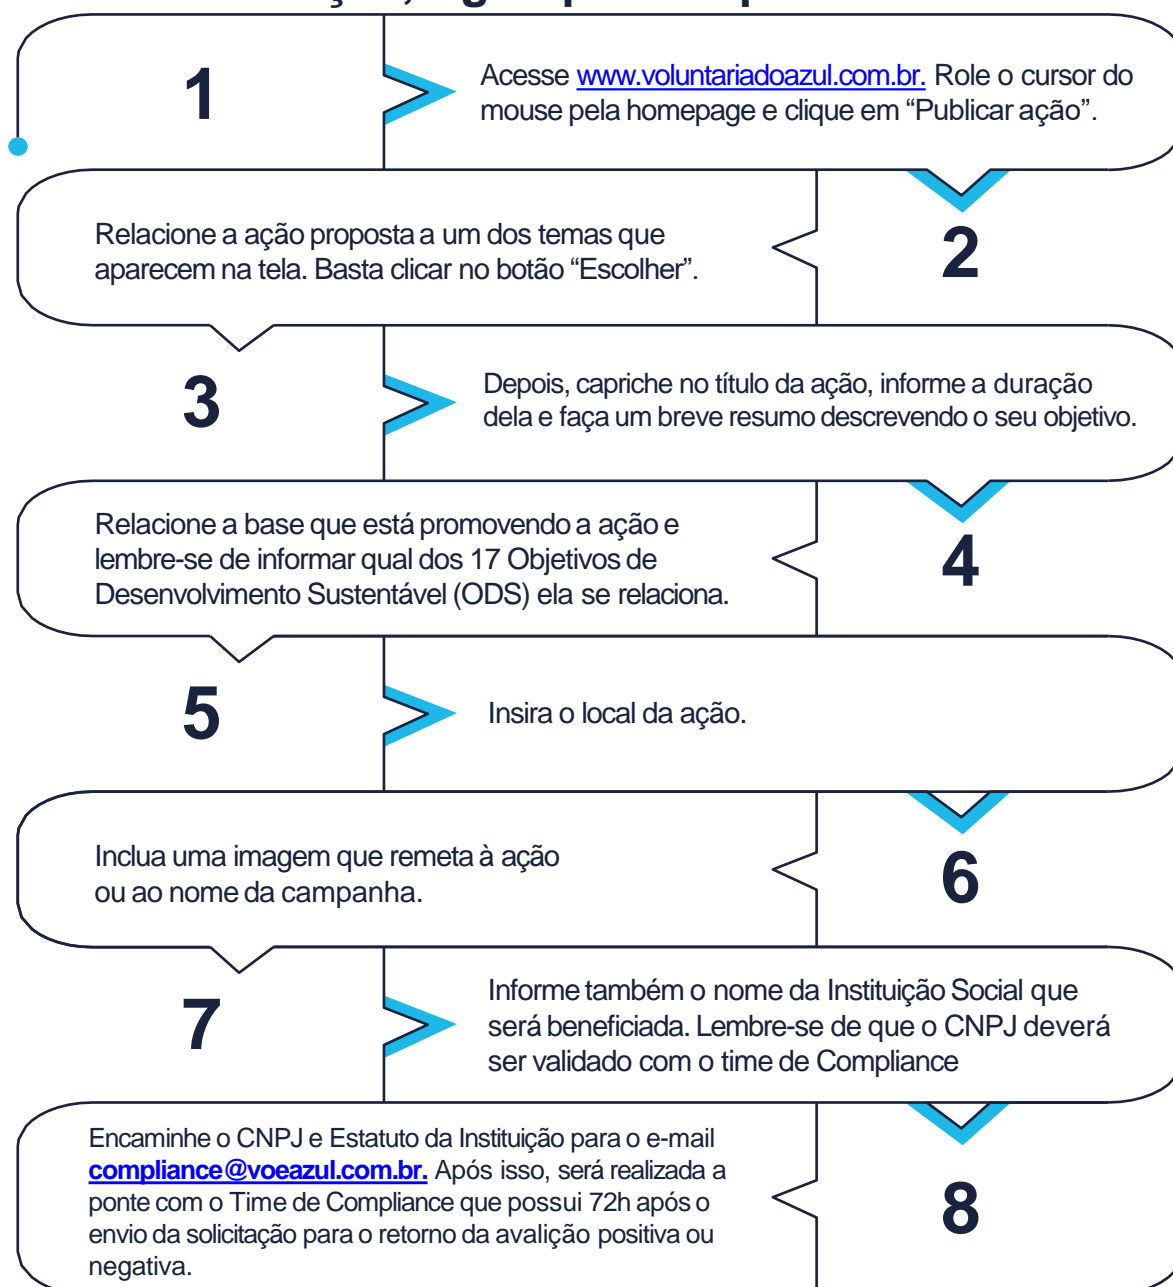 1
Acesse www.voluntariadoazul.com.br. Role o cursor do
mouse pela homepage e clique em “Publicar ação”.
Relacione a ação proposta a um dos temas que
aparecem na tela. Basta clicar no botão “Escolher”.
2
3
Depois, capriche no título da ação, informe a duração
dela e faça um breve resumo descrevendo o seu objetivo.
Relacione a base que está promovendo a ação e
lembre-se de informar qual dos 17 Objetivos de
Desenvolvimento Sustentável (ODS) ela se relaciona.
4
5
Insira o local da ação.
Inclua uma imagem que remeta à ação
ou ao nome da campanha.
6
7
Informe também o nome da Instituição Social que
será beneficiada. Lembre-se de que o CNPJ deverá
ser validado com o time de Compliance
Encaminhe o CNPJ e Estatuto da Instituição para o e-mail
compliance@voeazul.com.br. Após isso, será realizada a
ponte com o Time de Compliance que possui 72h após o
envio da solicitação para o retorno da avalição positiva ou
negativa.
8